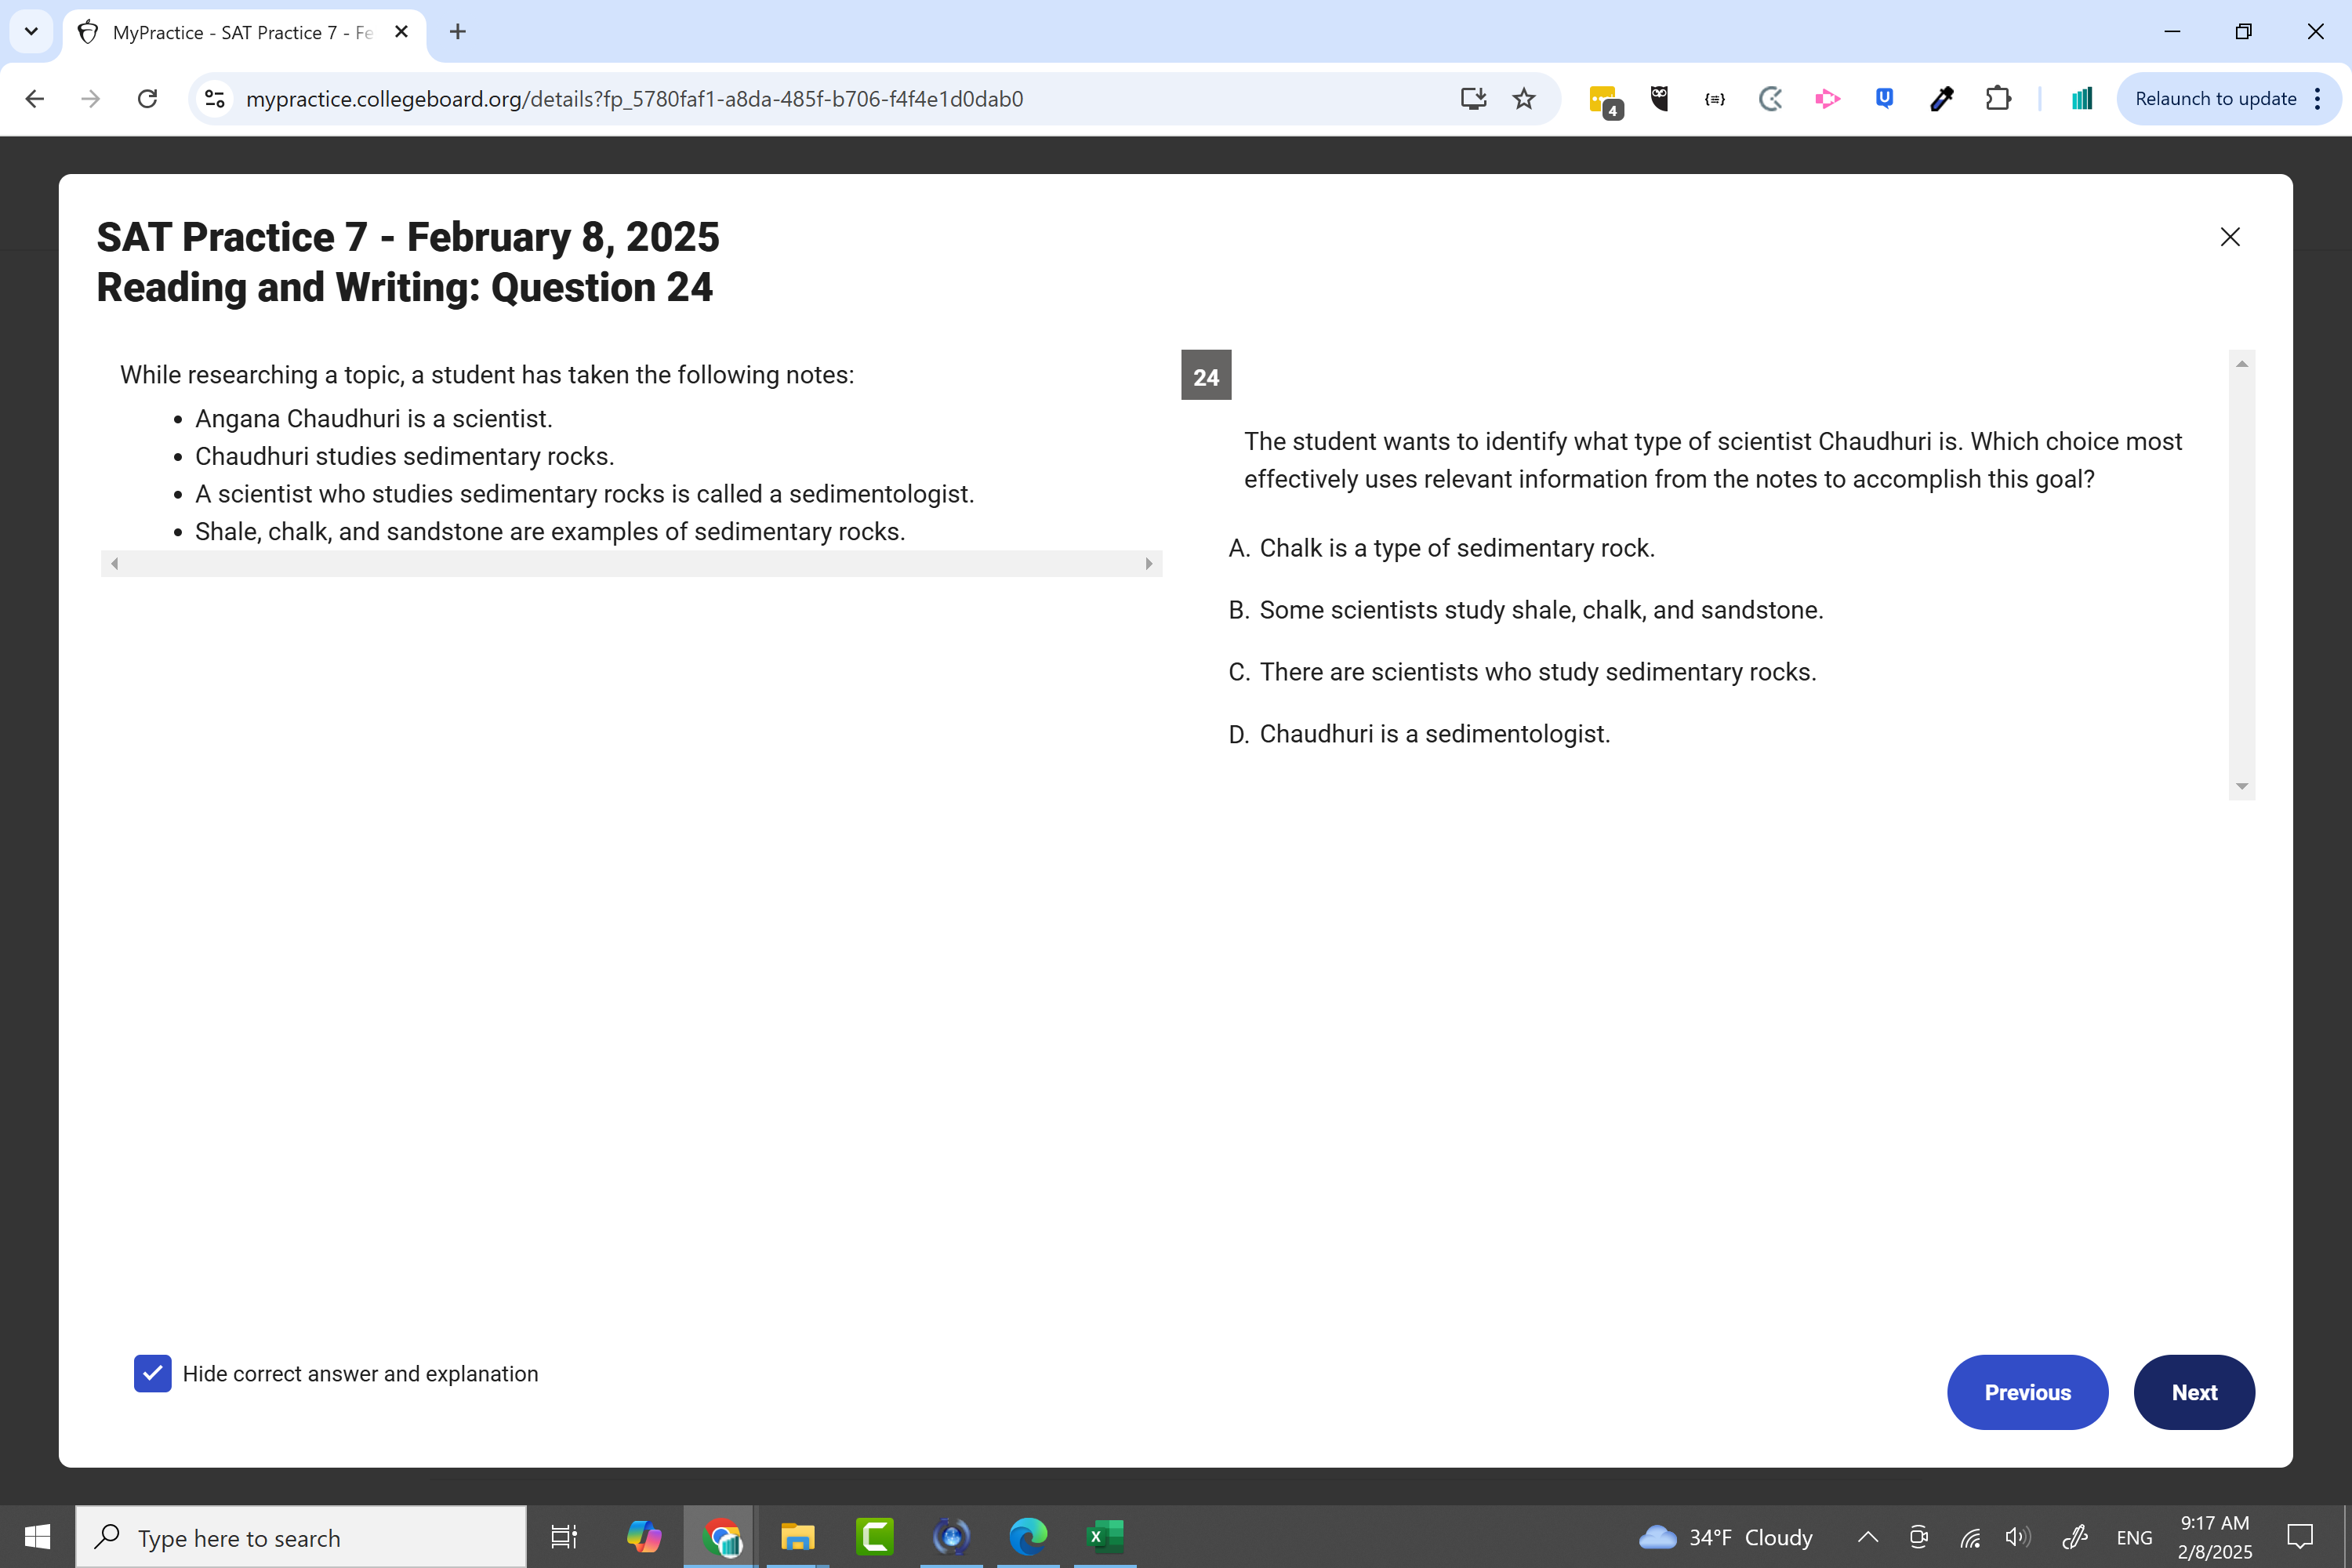 MyPractice - SAT Practice 7 - Fe
mypractice.collegeboard.org/details?fp_5780faf1-a8da-485f-b706-f4f4e1d0dab0
4
Relaunch to update
SAT Practice 7 - February 8, 2025
Reading and Writing: Question 24
While researching a topic, a student has taken the following notes:
• Angana Chaudhuri is a scientist.
• Chaudhuri studies sedimentary rocks.
• A scientist who studies sedimentary rocks is called a sedimentologist.
• Shale, chalk, and sandstone are examples of sedimentary rocks.
24
The student wants to identify what type of scientist Chaudhuri is. Which choice most
effectively uses relevant information from the notes to accomplish this goal?
A. Chalk is a type of sedimentary rock.
B. Some scientists study shale, chalk, and sandstone.
C. There are scientists who study sedimentary rocks.
D. Chaudhuri is a sedimentologist.
Hide correct answer and explanation
Previous
Next
Type here to search
34°F Cloudy
ENG
9:17 AM
2/8/2025